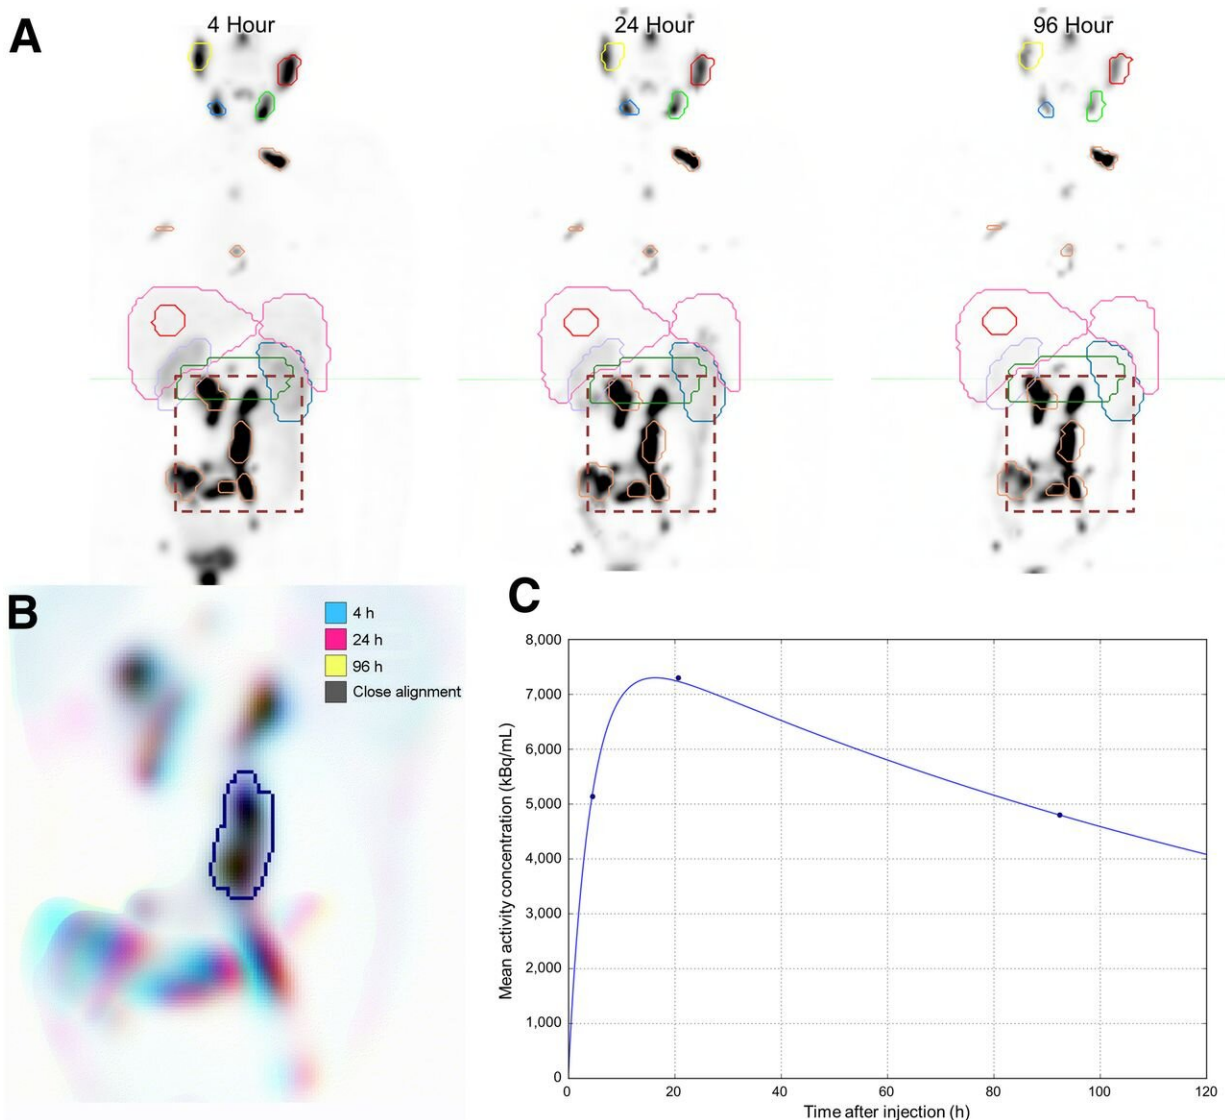 A
4 Hour
24 Hour
96 Hour
B
4 h
24 h
96 h
Close alignment
C
8,000
7,000
6,000
5,000
4,000
3,000
2,000
1,000
0
Mean activity concentration (kBq/mL)
0 20 40 60 80 100 120
Time after injection (h)